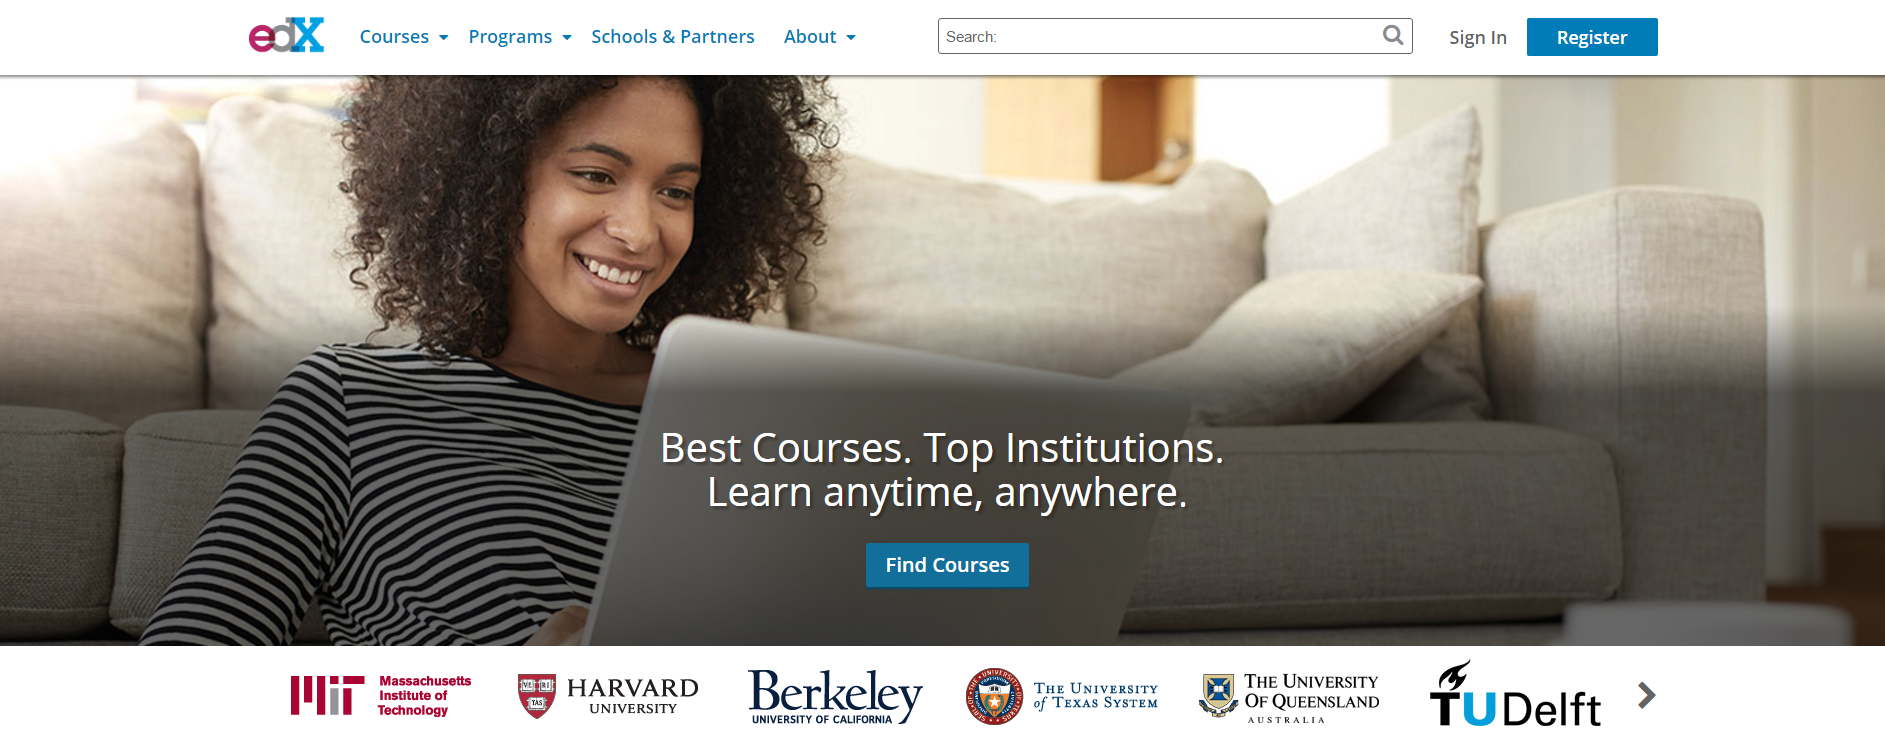 edX
Courses
Programs
Schools & Partners
About
Search:
Sign In
Register
Best Courses. Top Institutions.
Learn anytime, anywhere.
Find Courses
MIT
Massachusetts
Institute of
Technology
VE RI
TAS
HARVARD
UNIVERSITY
Berkeley
UNIVERSITY OF CALIFORNIA
THE UNIVERSITY
of TEXAS SYSTEM
THE UNIVERSITY
OF QUEENSLAND
AUSTRALIA
TUDelft